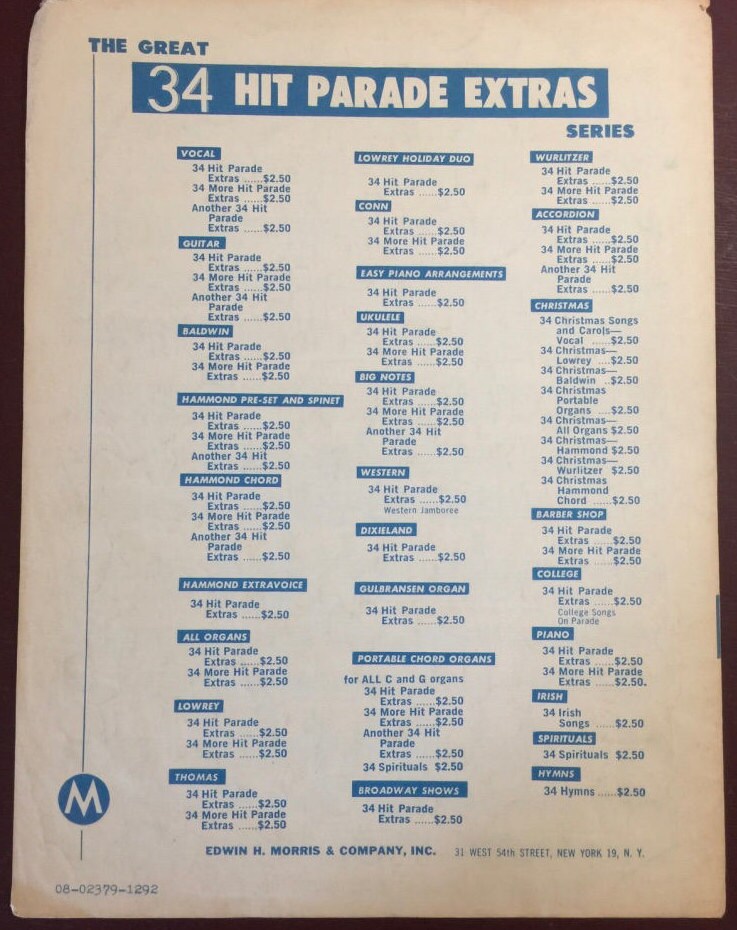 THE GREAT
34 HIT PARADE EXTRAS
SERIES
VOCAL
34 Hit Parade
Extras ......$2.50
34 More Hit Parade
Extras ......$2.50
Another 34 Hit
Parade
Extras ......$2.50
GUITAR
34 Hit Parade
Extras ......$2.50
34 More Hit Parade
Extras ......$2.50
Another 34 Hit
Parade
Extras ......$2.50
BALDWIN
34 Hit Parade
Extras ......$2.50
34 More Hit Parade
Extras ......$2.50
HAMMOND PRE-SET AND SPINET
34 Hit Parade
Extras ......$2.50
34 More Hit Parade
Extras ......$2.50
Another 34 Hit
Parade
Extras ......$2.50
HAMMOND CHORD
34 Hit Parade
Extras ......$2.50
34 More Hit Parade
Extras ......$2.50
Another 34 Hit
Parade
Extras ......$2.50
HAMMOND EXTRAVOICE
34 Hit Parade
Extras ......$2.50
ALL ORGANS
34 Hit Parade
Extras ......$2.50
34 More Hit Parade
Extras ......$2.50
LOWREY
34 Hit Parade
Extras ......$2.50
34 More Hit Parade
Extras ......$2.50
THOMAS
34 Hit Parade
Extras ......$2.50
34 More Hit Parade
Extras ......$2.50
LOWREY HOLIDAY DUO
34 Hit Parade
Extras ......$2.50
CONN
34 Hit Parade
Extras ......$2.50
34 More Hit Parade
Extras ......$2.50
EASY PIANO ARRANGEMENTS
34 Hit Parade
Extras ......$2.50
UKULELE
34 Hit Parade
Extras ......$2.50
34 More Hit Parade
Extras ......$2.50
BIG NOTES
34 Hit Parade
Extras ......$2.50
34 More Hit Parade
Extras ......$2.50
Another 34 Hit
Parade
Extras ......$2.50
WESTERN
34 Hit Parade
Extras ......$2.50
Western Jamboree
DIXIELAND
34 Hit Parade
Extras ......$2.50
GULBRANSEN ORGAN
34 Hit Parade
Extras ......$2.50
PORTABLE CHORD ORGANS
for ALL C and G organs
34 Hit Parade
Extras ......$2.50
34 More Hit Parade
Extras ......$2.50
Another 34 Hit
Parade
Extras ......$2.50
34 Spirituals $2.50
BROADWAY SHOWS
34 Hit Parade
Extras ......$2.50
WURLITZER
34 Hit Parade
Extras ......$2.50
34 More Hit Parade
Extras ......$2.50
ACCORDION
34 Hit Parade
Extras ......$2.50
34 More Hit Parade
Extras ......$2.50
Another 34 Hit
Parade
Extras ......$2.50
CHRISTMAS
34 Christmas Songs
and Carols—
Vocal ......$2.50
34 Christmas—
Lowrey ....$2.50
34 Christmas—
Baldwin ..$2.50
34 Christmas
Portable
Organs ....$2.50
34 Christmas—
All Organs $2.50
34 Christmas—
Hammond $2.50
34 Christmas—
Wurlitzer $2.50
34 Christmas
Hammond
Chord ......$2.50
BARBER SHOP
34 Hit Parade
Extras ......$2.50
34 More Hit Parade
Extras ......$2.50
COLLEGE
34 Hit Parade
Extras ......$2.50
College Songs
On Parade
PIANO
34 Hit Parade
Extras ......$2.50
34 More Hit Parade
Extras ......$2.50.
IRISH
34 Irish
Songs ......$2.50
SPIRITUALS
34 Spirituals $2.50
HYMNS
34 Hymns ......$2.50
M
EDWIN H. MORRIS & COMPANY, INC. 31 WEST 54th STREET, NEW YORK 19, N. Y.
08-02379-1292